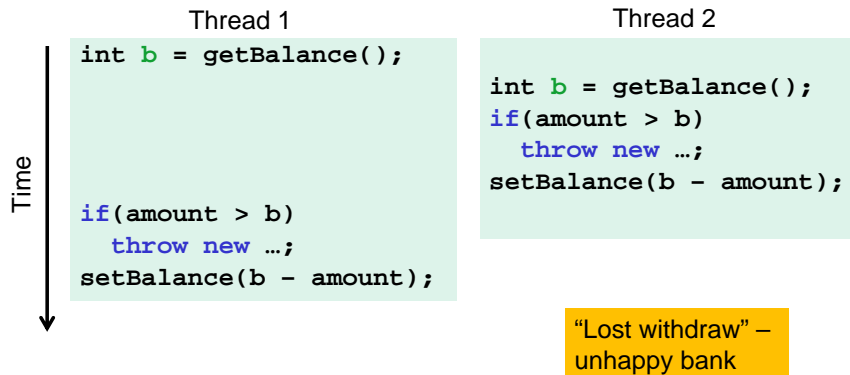 Thread 1
int b = getBalance();
if(amount > b)
throw new …;
setBalance(b – amount);
Thread 2
int b = getBalance();
if(amount > b)
throw new …;
setBalance(b – amount);
Time
“Lost withdraw” –
unhappy bank